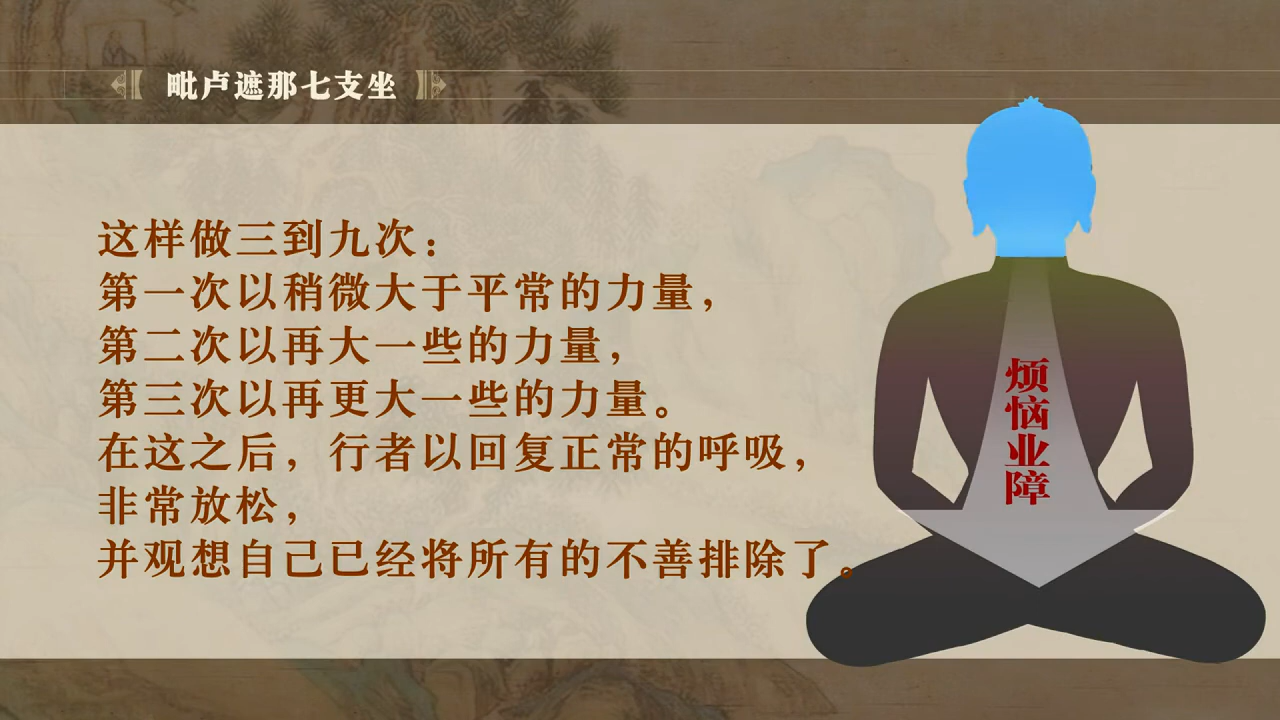 毗卢遮那七支坐
这样做三到九次：
第一次以稍微大于平常的力量，
第二次以再大一些的力量，
第三次以再更大一些的力量。
在这之后，行者以回复正常的呼吸，
非常放松，
并观想自己已经将所有的不善排除了。
烦恼业障